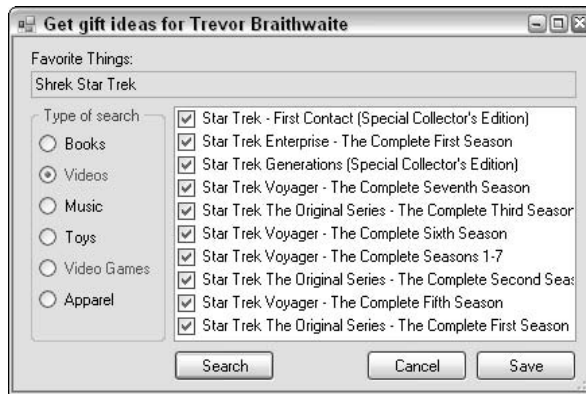 Get gift ideas for Trevor Braithwaite
Favorite Things:
Shrek Star Trek
Type of search
Books
Videos
Music
Toys
Video Games
Apparel
Star Trek - First Contact (Special Collector's Edition)
Star Trek Enterprise - The Complete First Season
Star Trek Generations (Special Collector's Edition)
Star Trek Voyager - The Complete Seventh Season
Star Trek The Original Series - The Complete Third Season
Star Trek Voyager - The Complete Sixth Season
Star Trek Voyager - The Complete Seasons 1-7
Star Trek The Original Series - The Complete Second Seas
Star Trek Voyager - The Complete Fifth Season
Star Trek The Original Series - The Complete First Season
Search
Cancel
Save